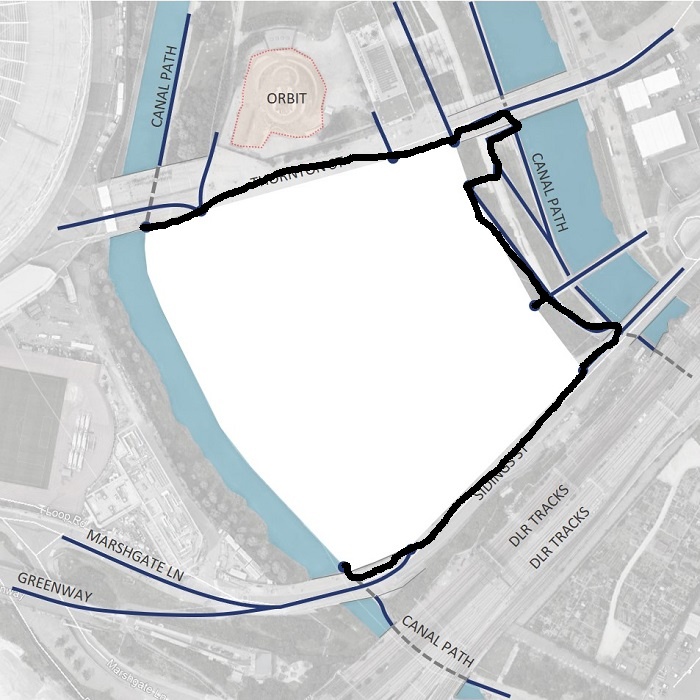 CANAL PATH
ORBIT
THORNTON ST
CANAL PATH
SIDINGS ST
DLR TRACKS
DLR TRACKS
MARSHGATE LN
GREENWAY
CANAL PATH
Marshgate Ln